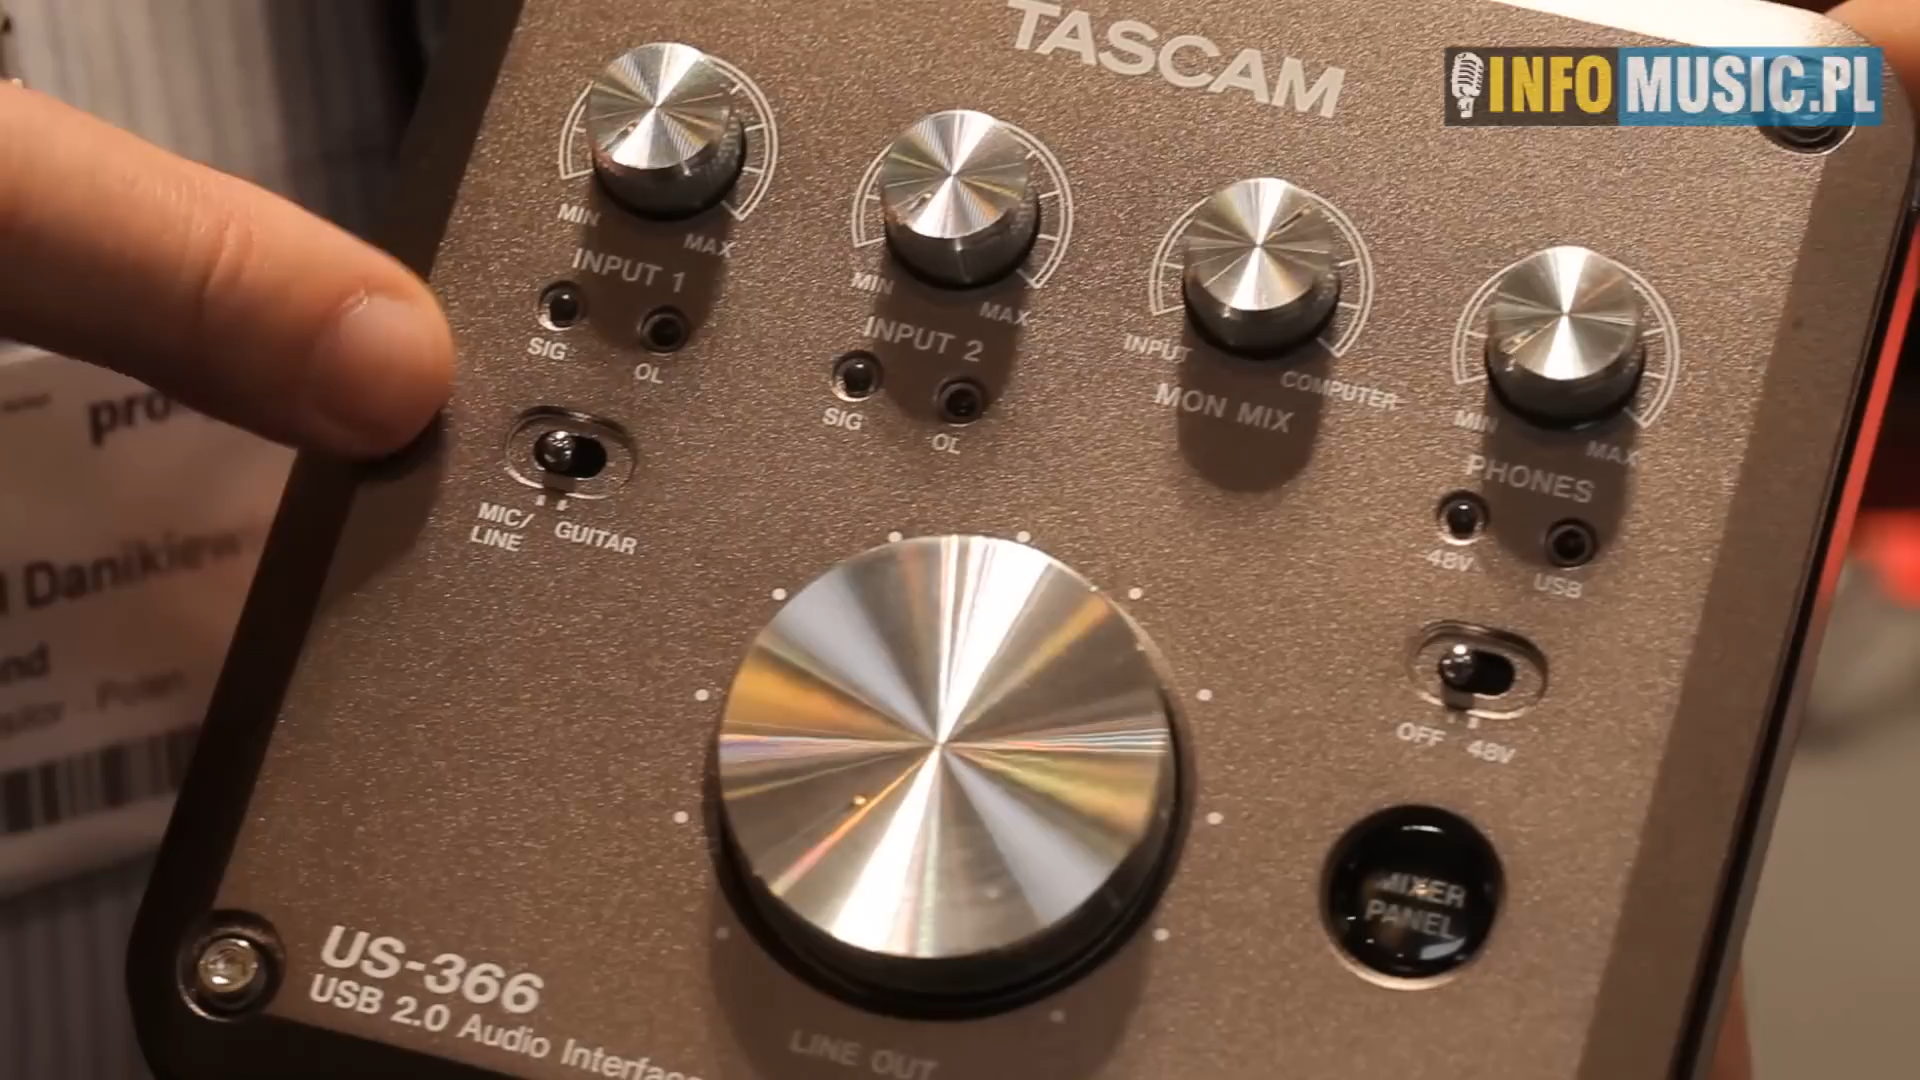 TASCAM
INFOMUSIC.PL
MIN MAX
INPUT 1
SIG OL
MIC/
LINE GUITAR
MIN MAX
INPUT 2
SIG OL
INPUT COMPUTER
MON MIX
MIN MAX
PHONES
48V USB
OFF 48V
MIXER
PANEL
LINE OUT
US-366
USB 2.0 Audio Interface
pro
Danikiew